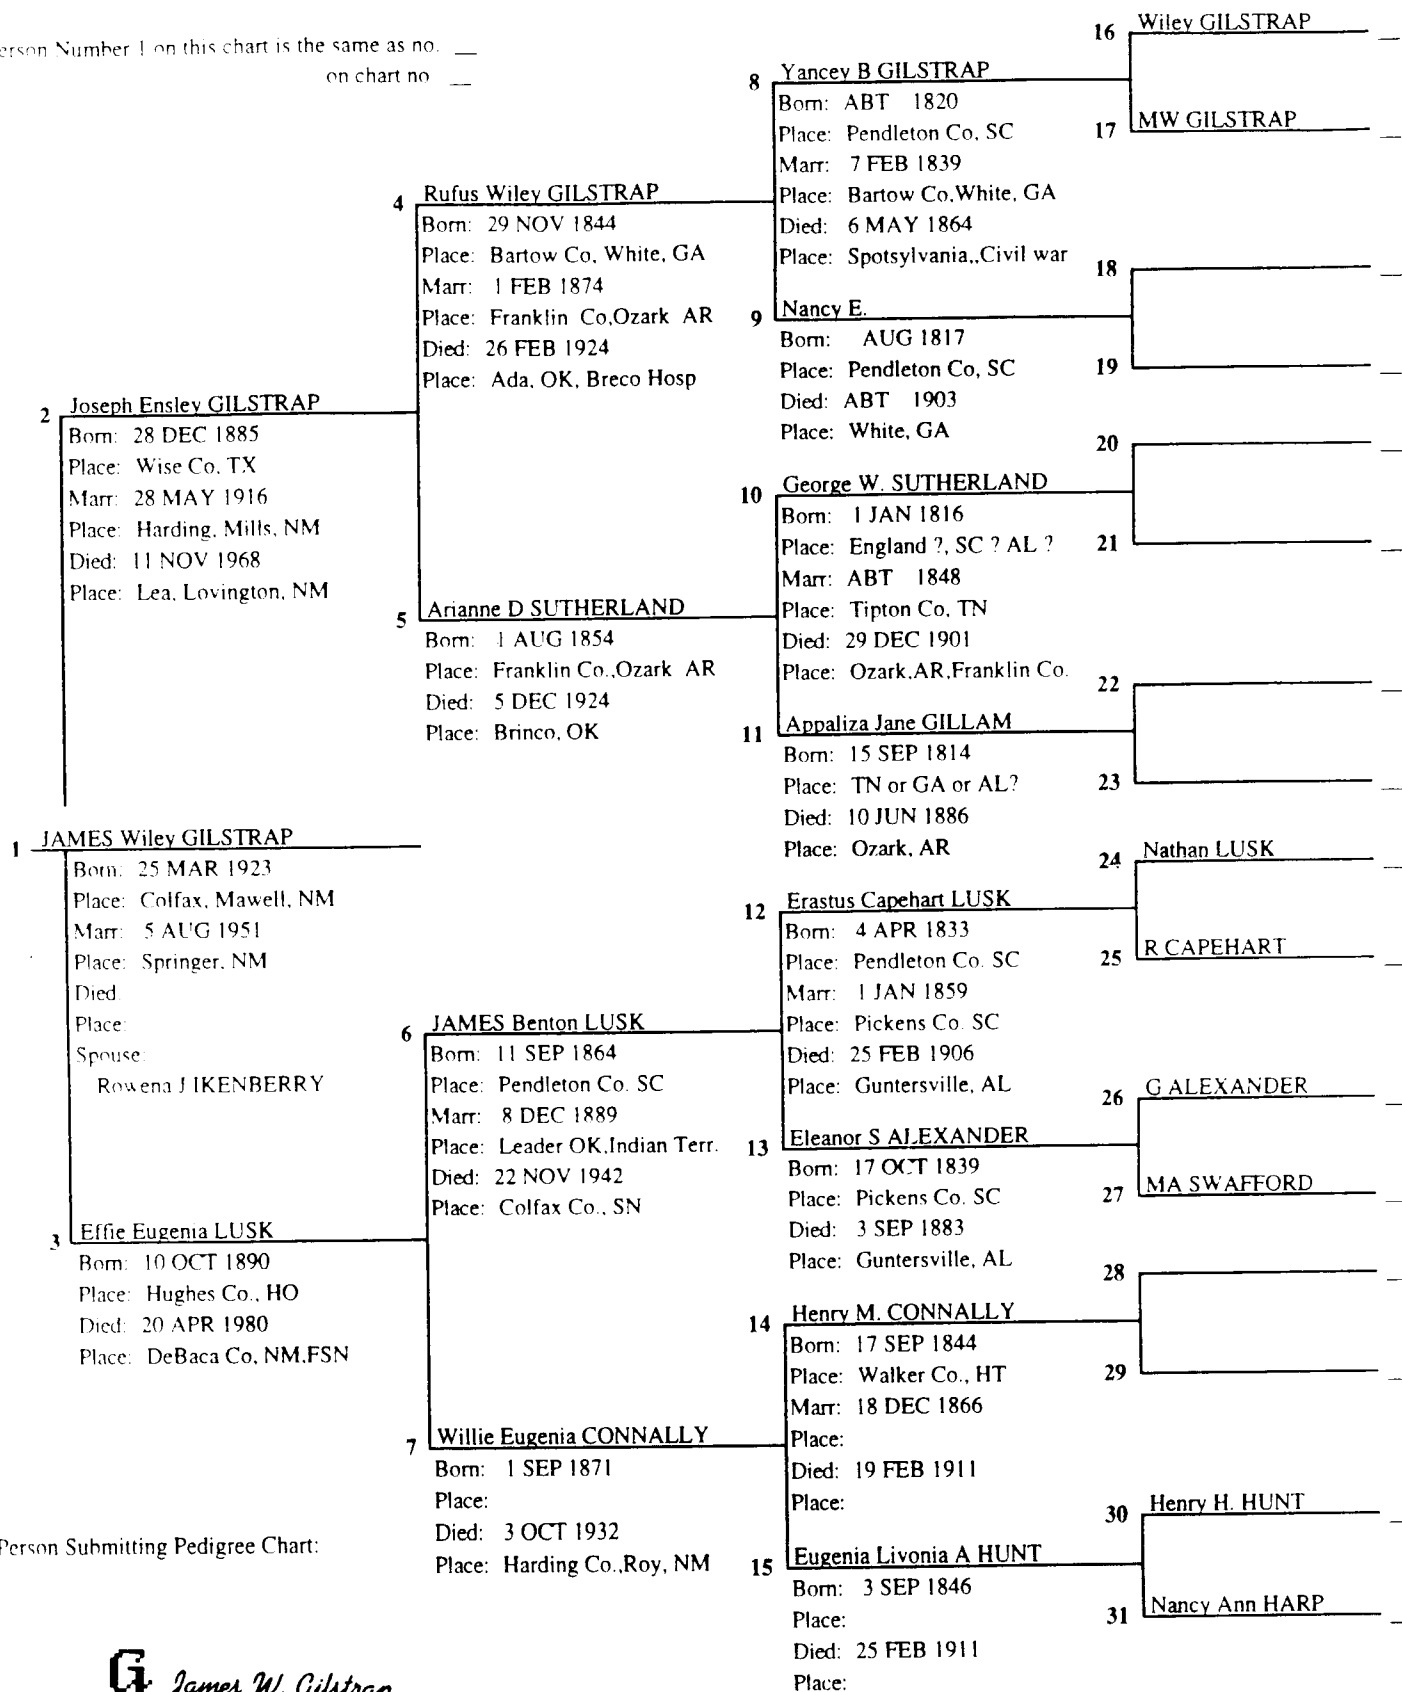 Person Number 1 on this chart is the same as no. __
on chart no __
16 Wiley GILSTRAP
17 MW GILSTRAP
8 Yancey B GILSTRAP
Born: ABT 1820
Place: Pendleton Co, SC
Marr: 7 FEB 1839
Place: Bartow Co,White, GA
Died: 6 MAY 1864
Place: Spotsylvania,,Civil war
18
19
9 Nancy E.
Born: AUG 1817
Place: Pendleton Co, SC
Died: ABT 1903
Place: White, GA
4 Rufus Wiley GILSTRAP
Born: 29 NOV 1844
Place: Bartow Co, White, GA
Marr: 1 FEB 1874
Place: Franklin Co,Ozark AR
Died: 26 FEB 1924
Place: Ada, OK, Breco Hosp
2 Joseph Ensley GILSTRAP
Born: 28 DEC 1885
Place: Wise Co, TX
Marr: 28 MAY 1916
Place: Harding, Mills, NM
Died: 11 NOV 1968
Place: Lea, Lovington, NM
20
21
10 George W. SUTHERLAND
Born: 1 JAN 1816
Place: England ?, SC ? AL ?
Marr: ABT 1848
Place: Tipton Co, TN
Died: 29 DEC 1901
Place: Ozark,AR,Franklin Co.
5 Arianne D SUTHERLAND
Born: 1 AUG 1854
Place: Franklin Co.,Ozark AR
Died: 5 DEC 1924
Place: Brinco, OK
22
23
11 Appaliza Jane GILLAM
Born: 15 SEP 1814
Place: TN or GA or AL?
Died: 10 JUN 1886
Place: Ozark, AR
1 JAMES Wiley GILSTRAP
Born: 25 MAR 1923
Place: Colfax, Mawell, NM
Marr: 5 AUG 1951
Place: Springer, NM
Died:
Place:
Spouse:
Rowena J IKENBERRY
24 Nathan LUSK
25 R CAPEHART
12 Erastus Capehart LUSK
Born: 4 APR 1833
Place: Pendleton Co. SC
Marr: 1 JAN 1859
Place: Pickens Co. SC
Died: 25 FEB 1906
Place: Guntersville, AL
6 JAMES Benton LUSK
Born: 11 SEP 1864
Place: Pendleton Co. SC
Marr: 8 DEC 1889
Place: Leader OK,Indian Terr.
Died: 22 NOV 1942
Place: Colfax Co., SN
26 G ALEXANDER
27 MA SWAFFORD
13 Eleanor S ALEXANDER
Born: 17 OCT 1839
Place: Pickens Co. SC
Died: 3 SEP 1883
Place: Guntersville, AL
3 Effie Eugenia LUSK
Born: 10 OCT 1890
Place: Hughes Co., HO
Died: 20 APR 1980
Place: DeBaca Co, NM,FSN
28
29
14 Henry M. CONNALLY
Born: 17 SEP 1844
Place: Walker Co., HT
Marr: 18 DEC 1866
Place:
Died: 19 FEB 1911
Place:
7 Willie Eugenia CONNALLY
Born: 1 SEP 1871
Place:
Died: 3 OCT 1932
Place: Harding Co.,Roy, NM
30 Henry H. HUNT
31 Nancy Ann HARP
15 Eugenia Livonia A HUNT
Born: 3 SEP 1846
Place:
Died: 25 FEB 1911
Place:
Person Submitting Pedigree Chart:
G James W. Gilstrap